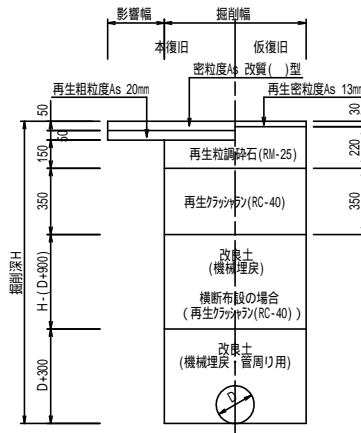 影響幅
掘削幅
本復旧
仮復旧
密粒度As 改質( )型
再生粗粒度As 20mm
再生密粒度As 13mm
50
50
150
350
H-(D+900)
D+300
掘削深H
30
220
350
再生粒調砕石(RM-25)
再生クラッシャラン(RC-40)
改良土
(機械埋戻)
横断布設の場合
(再生クラッシャラン(RC-40))
改良土
(機械埋戻・管周り用)
D